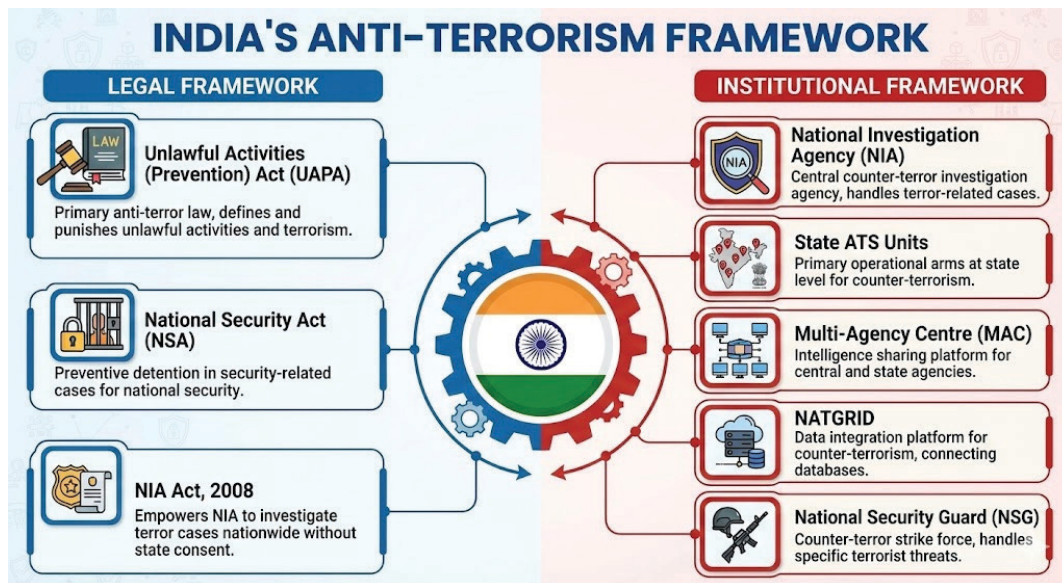 INDIA'S ANTI-TERRORISM FRAMEWORK
LEGAL FRAMEWORK
LAW
Unlawful Activities
(Prevention) Act (UAPA)
Primary anti-terror law, defines and
punishes unlawful activities and terrorism.
National Security Act
(NSA)
Preventive detention in security-related
cases for national security.
NIA Act, 2008
Empowers NIA to investigate
terror cases nationwide without
state consent.
INSTITUTIONAL FRAMEWORK
NIA
National Investigation
Agency (NIA)
Central counter-terror investigation
agency, handles terror-related cases.
State ATS Units
Primary operational arms at state
level for counter-terrorism.
Multi-Agency Centre (MAC)
Intelligence sharing platform for
central and state agencies.
NATGRID
Data integration platform for
counter-terrorism, connecting
databases.
National Security Guard (NSG)
Counter-terror strike force, handles
specific terrorist threats.